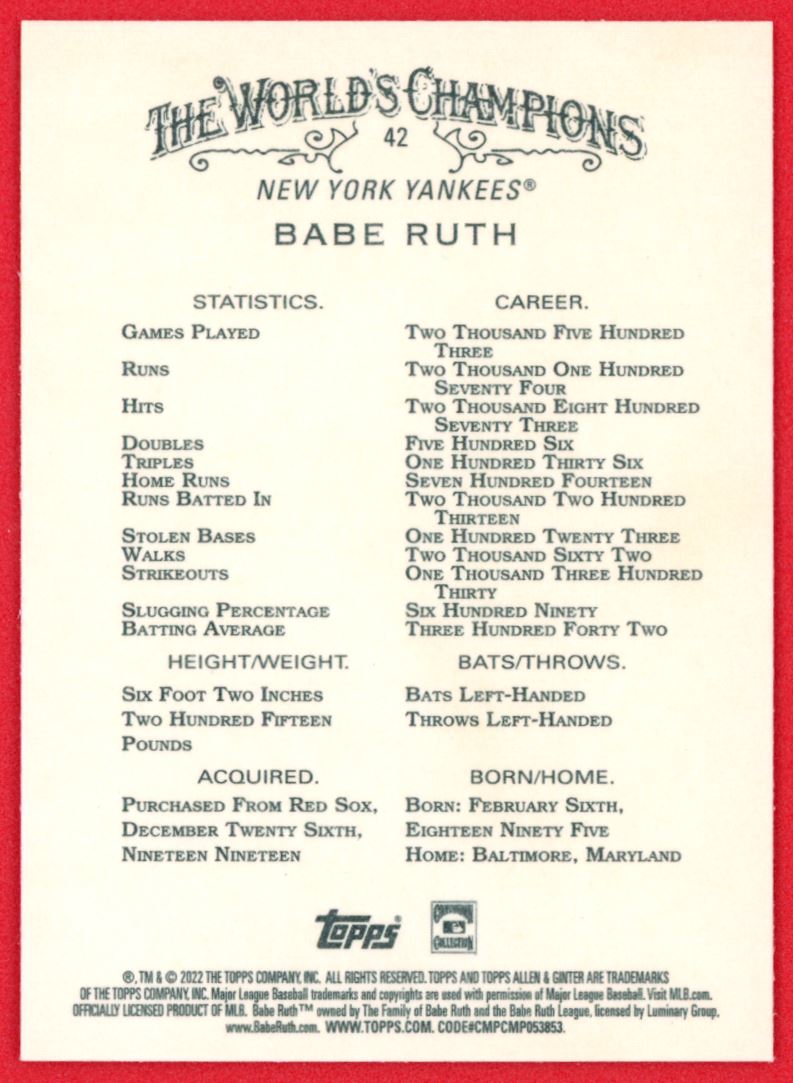 THE WORLD'S CHAMPIONS
42
NEW YORK YANKEES®
BABE RUTH
STATISTICS. CAREER.
GAMES PLAYED TWO THOUSAND FIVE HUNDRED
THREE
RUNS TWO THOUSAND ONE HUNDRED
SEVENTY FOUR
HITS TWO THOUSAND EIGHT HUNDRED
SEVENTY THREE
DOUBLES FIVE HUNDRED SIX
TRIPLES ONE HUNDRED THIRTY SIX
HOME RUNS SEVEN HUNDRED FOURTEEN
RUNS BATTED IN TWO THOUSAND TWO HUNDRED
THIRTEEN
STOLEN BASES ONE HUNDRED TWENTY THREE
WALKS TWO THOUSAND SIXTY TWO
STRIKEOUTS ONE THOUSAND THREE HUNDRED
THIRTY
SLUGGING PERCENTAGE SIX HUNDRED NINETY
BATTING AVERAGE THREE HUNDRED FORTY TWO
HEIGHT/WEIGHT. BATS/THROWS.
SIX FOOT TWO INCHES BATS LEFT-HANDED
TWO HUNDRED FIFTEEN THROWS LEFT-HANDED
POUNDS
ACQUIRED. BORN/HOME.
PURCHASED FROM RED SOX, BORN: FEBRUARY SIXTH,
DECEMBER TWENTY SIXTH, EIGHTEEN NINETY FIVE
NINETEEN NINETEEN HOME: BALTIMORE, MARYLAND
topps® COOPERSTOWN
COLLECTION
®, TM & © 2022 THE TOPPS COMPANY, INC. ALL RIGHTS RESERVED. TOPPS AND TOPPS ALLEN & GINTER ARE TRADEMARKS
OF THE TOPPS COMPANY, INC. Major League Baseball trademarks and copyrights are used with permission of Major League Baseball. Visit MLB.com.
OFFICIALLY LICENSED PRODUCT OF MLB. Babe Ruth™ owned by The Family of Babe Ruth and the Babe Ruth League, licensed by Luminary Group.
www.BabeRuth.com. WWW.TOPPS.COM. CODE#CMPCMP053853.